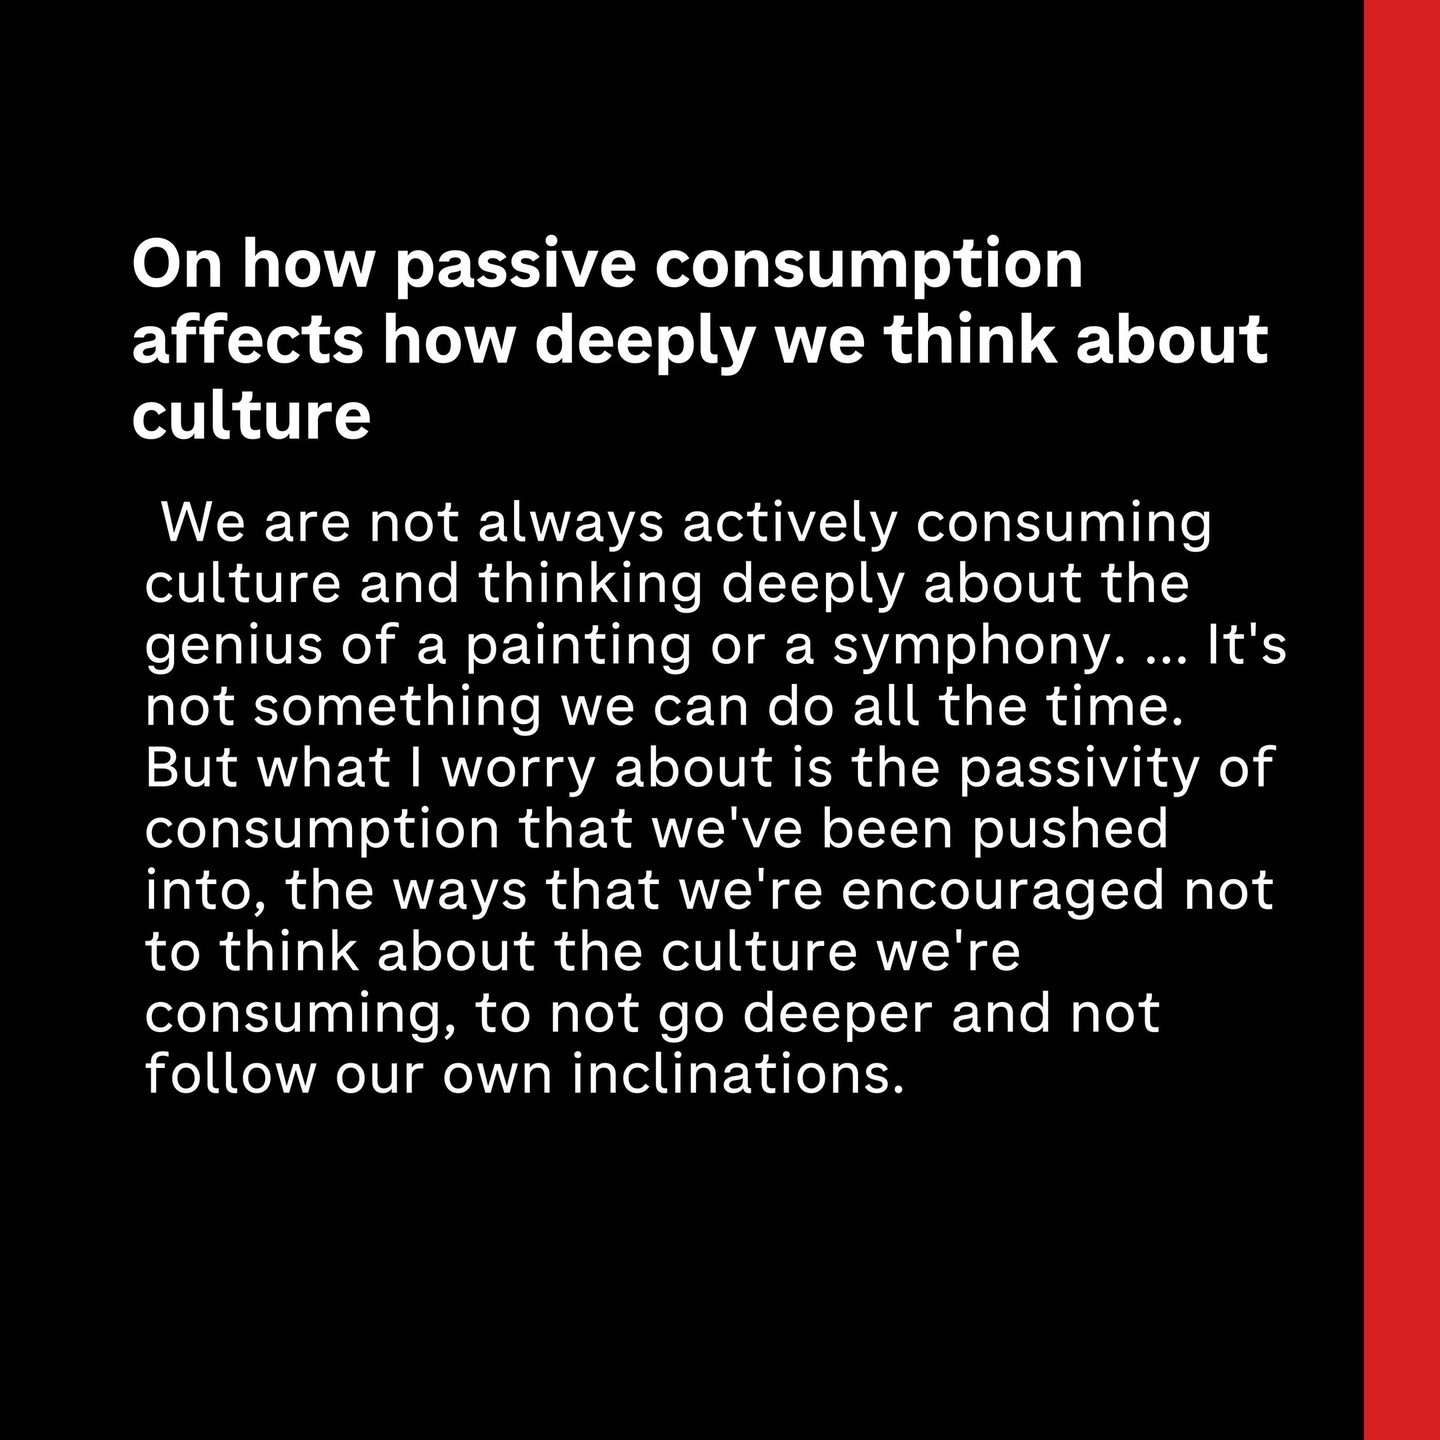 On how passive consumption
affects how deeply we think about
culture
We are not always actively consuming
culture and thinking deeply about the
genius of a painting or a symphony. ... It's
not something we can do all the time.
But what I worry about is the passivity of
consumption that we've been pushed
into, the ways that we're encouraged not
to think about the culture we're
consuming, to not go deeper and not
follow our own inclinations.